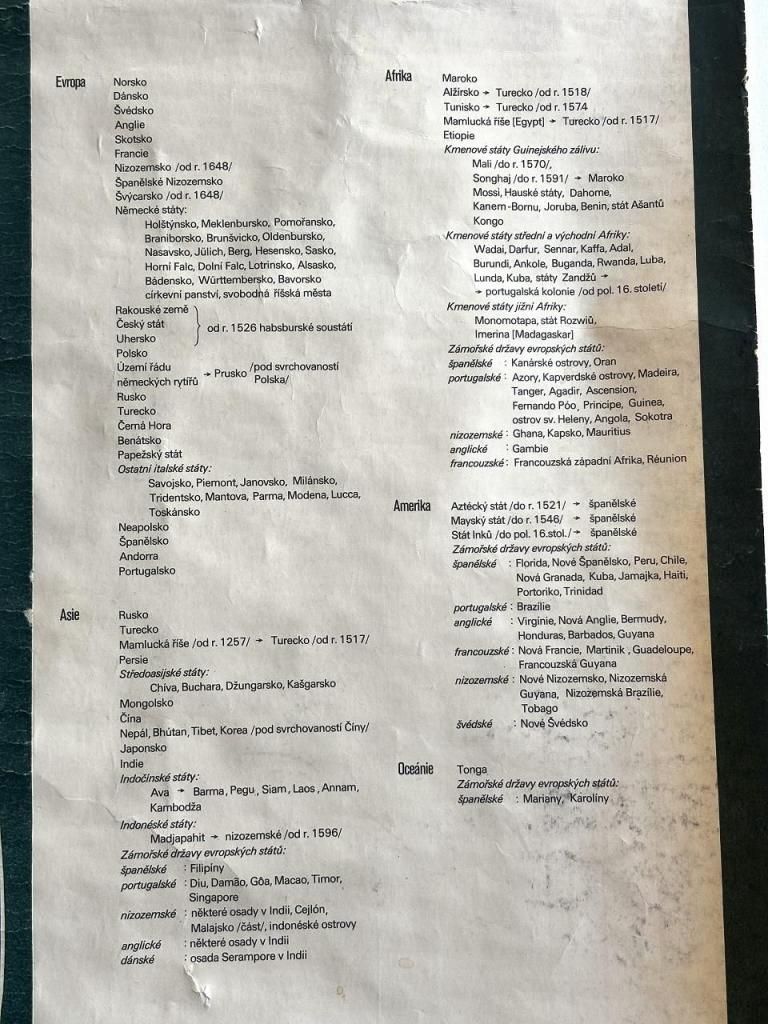 Evropa
Norsko
Dánsko
Švédsko
Anglie
Skotsko
Francie
Nizozemsko /od r. 1648/
Španělské Nizozemsko
Švýcarsko /od r. 1648/
Německé státy:
Holštýnsko, Meklenbursko, Pomořansko,
Braniborsko, Brunšvicko, Oldenbursko,
Nasavsko, Jülich, Berg, Hesensko, Sasko,
Horní Falc, Dolní Falc, Lotrinsko, Alsasko,
Bádensko, Württembersko, Bavorsko
církevní panství, svobodná říšská města
Rakouské země
Český stát
Uhersko
od r. 1526 habsburské soustátí
Polsko
Území řádu
německých rytířů → Prusko /pod svrchovaností
Polska/
Rusko
Turecko
Černá Hora
Benátsko
Papežský stát
Ostatní italské státy:
Savojsko, Piemont, Janovsko, Milánsko,
Tridentsko, Mantova, Parma, Modena, Lucca,
Toskánsko
Neapolsko
Španělsko
Andorra
Portugalsko
Asie
Rusko
Turecko
Mamlucká říše /od r. 1257/ → Turecko /od r. 1517/
Persie
Středoasijské státy:
Chíva, Buchara, Džungarsko, Kašgarsko
Mongolsko
Čína
Nepál, Bhútan, Tibet, Korea /pod svrchovaností Číny/
Japonsko
Indie
Indočínské státy:
Ava → Barma, Pegu, Siam, Laos, Annam,
Kambodža
Indonéské státy:
Madjapahit → nizozemské /od r. 1596/
Zámořské državy evropských států:
španělské : Filipíny
portugalské : Diu, Damão, Gôa, Macao, Timor,
Singapore
nizozemské : některé osady v Indii, Cejlón,
Malajsko /část/, indonéské ostrovy
anglické : některé osady v Indii
dánské : osada Serampore v Indii
Afrika
Maroko
Alžírsko → Turecko /od r. 1518/
Tunisko → Turecko /od r. 1574
Mamlucká říše [Egypt] → Turecko /od r. 1517/
Etiopie
Kmenové státy Guinejského zálivu:
Mali /do r. 1570/,
Songhaj /do r. 1591/ → Maroko
Mossi, Hauské státy, Dahome,
Kanem-Bornu, Joruba, Benin, stát Ašantů
Kongo
Kmenové státy střední a východní Afriky:
Wadai, Darfur, Sennar, Kaffa, Adal,
Burundi, Ankole, Buganda, Rwanda, Luba,
Lunda, Kuba, státy Zandžů →
→ portugalská kolonie /od pol. 16. století/
Kmenové státy jižní Afriky:
Monomotapa, stát Rozwiů,
Imerina [Madagaskar]
Zámořské državy evropských států:
španělské : Kanárské ostrovy, Oran
portugalské : Azory, Kapverdské ostrovy, Madeira,
Tanger, Agadir, Ascension,
Fernando Póo, Principe, Guinea,
ostrov sv. Heleny, Angola, Sokotra
nizozemské : Ghana, Kapsko, Mauritius
anglické : Gambie
francouzské : Francouzská západní Afrika, Réunion
Amerika
Aztécký stát /do r. 1521/ → španělské
Mayský stát /do r. 1546/ → španělské
Stát Inků /do pol. 16.stol./ → španělské
Zámořské državy evropských států:
španělské : Florida, Nové Španělsko, Peru, Chile,
Nová Granada, Kuba, Jamajka, Haiti,
Portoriko, Trinidad
portugalské : Brazílie
anglické : Virginie, Nová Anglie, Bermudy,
Honduras, Barbados, Guyana
francouzské : Nová Francie, Martinik, Guadeloupe,
Francouzská Guyana
nizozemské : Nové Nizozemsko, Nizozemská
Guyana, Nizozemská Brazílie,
Tobago
švédské : Nové Švédsko
Oceánie
Tonga
Zámořské državy evropských států:
španělské : Mariany, Karolíny